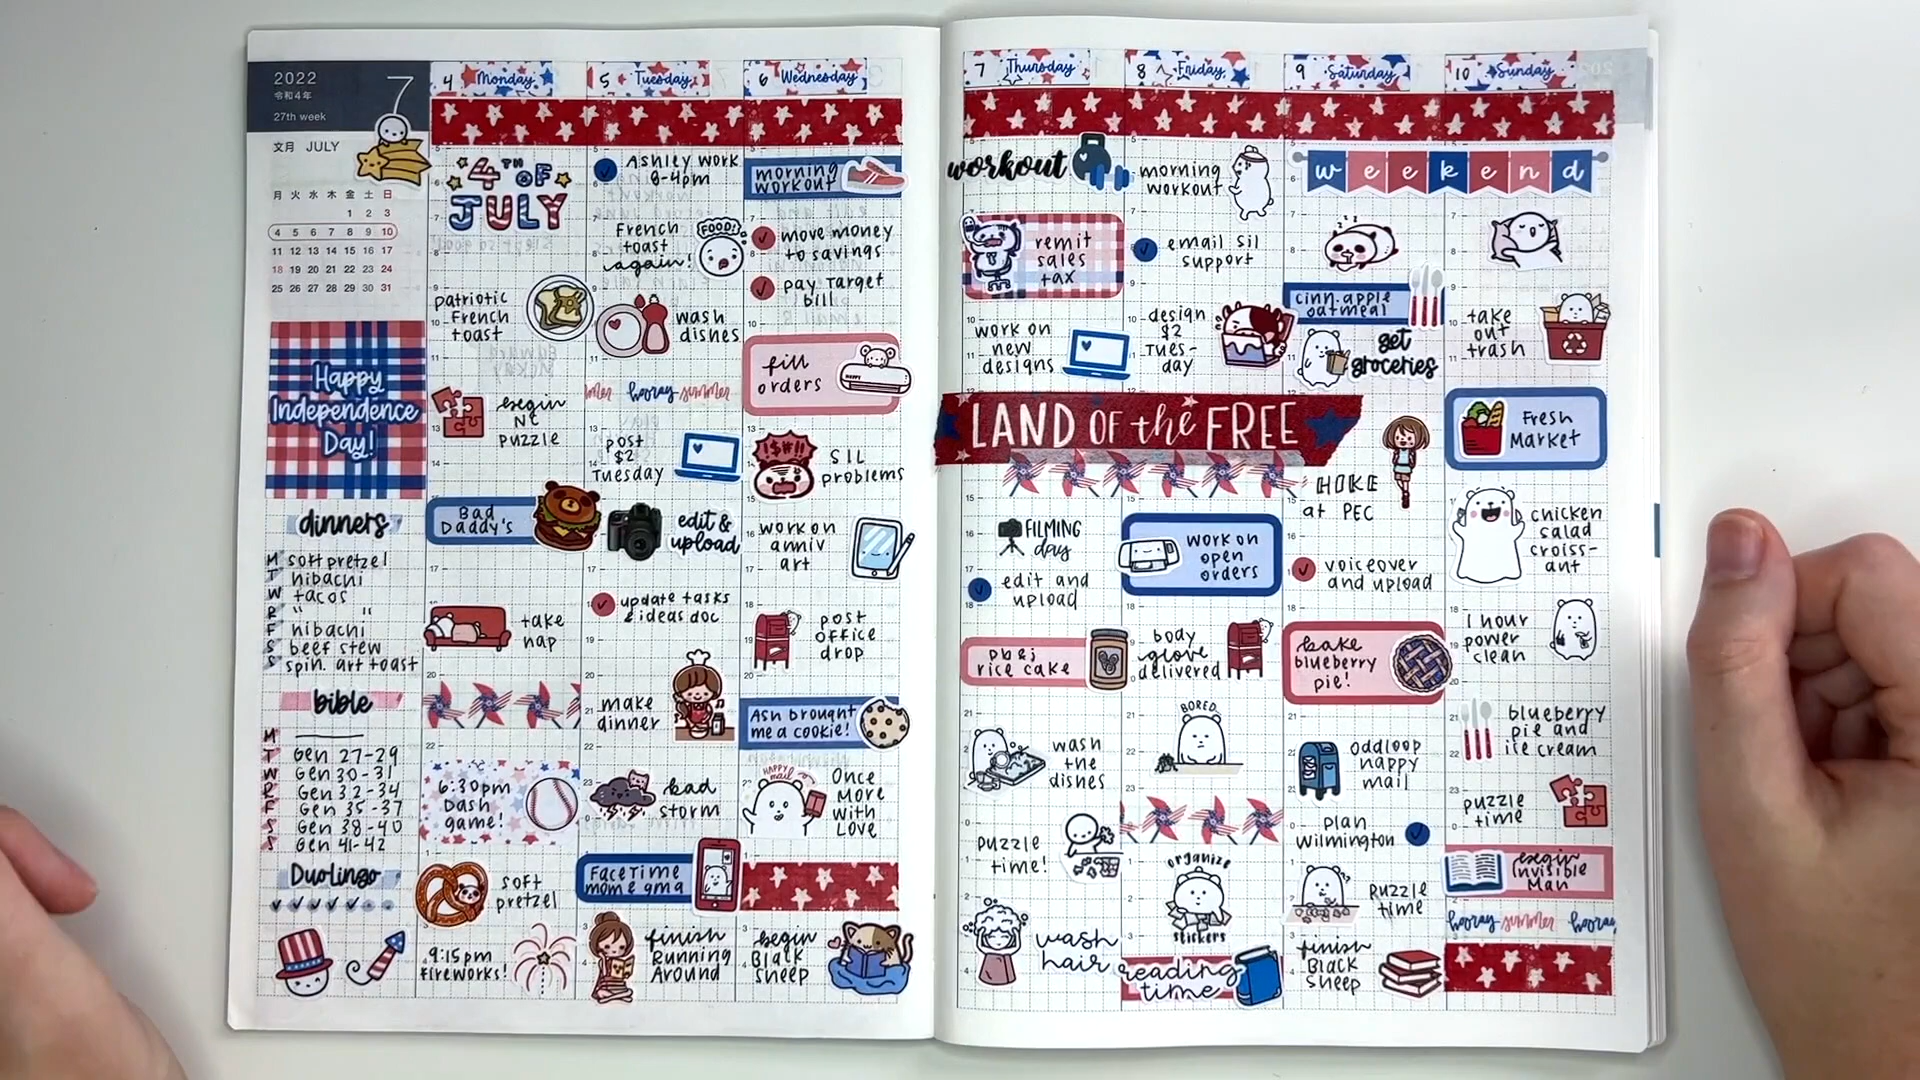 2022
7
令和4年
27th week
文月 JULY
月 火 水 木 金 土 日
1 2 3
4 5 6 7 8 9 10
11 12 13 14 15 16 17
18 19 20 21 22 23 24
25 26 27 28 29 30 31
Happy
Independence
Day!
dinners
M soft pretzel
T hibachi
W tacos
R " "
F hibachi
S beef stew
S spin. art toast
bible
M
T Gen 27-29
W Gen 30-31
R Gen 32-34
F Gen 35-37
S Gen 38-40
S Gen 41-42
Duolingo
4 Monday
4TH OF
JULY
patriotic
French
toast
begin
NC
puzzle
Bad
Daddy's
take
nap
6:30pm
Dash
game!
soft
pretzel
9:15pm
fireworks!
5 Tuesday
Ashley work
8-4pm
French
toast
again!
FOOD!
wash
dishes
hooray summer
post
$2
Tuesday
edit &
upload
update tasks
& ideas doc
make
dinner
bad
storm
Facetime
mom & gma
finish
Running
Around
6 Wednesday
morning
workout
move money
to savings
pay Target
bill
fill
orders
!$#!!
SIL
problems
work on
anniv
art
post
office
drop
Ash brought
me a cookie!
HAPPY
mail
Once
More
With
Love
begin
Black
Sheep
7 Thursday
workout
remit
sales
tax
work on
new
designs
LAND OF the FREE
FILMING
day
edit and
upload
pb & j
rice cake
wash
the
dishes
puzzle
time!
wash
hair
8 Friday
morning
workout
email SIL
support
design
$2
Tues-
day
work on
open
orders
body
glove
delivered
BORED
organize
stickers
reading
time
9 Saturday
weekend
zzz
cinn. apple
oatmeal
get
groceries
HIKE
at PEC
voiceover
and upload
bake
blueberry
pie!
Oddloop
happy
mail
plan
Wilmington
puzzle
time
finish
Black
Sheep
10 Sunday
take
out
trash
Fresh
Market
chicken
salad
croiss-
ant
1 hour
power
clean
blueberry
pie and
ice cream
puzzle
time
begin
Invisible
Man
hooray summer hooray